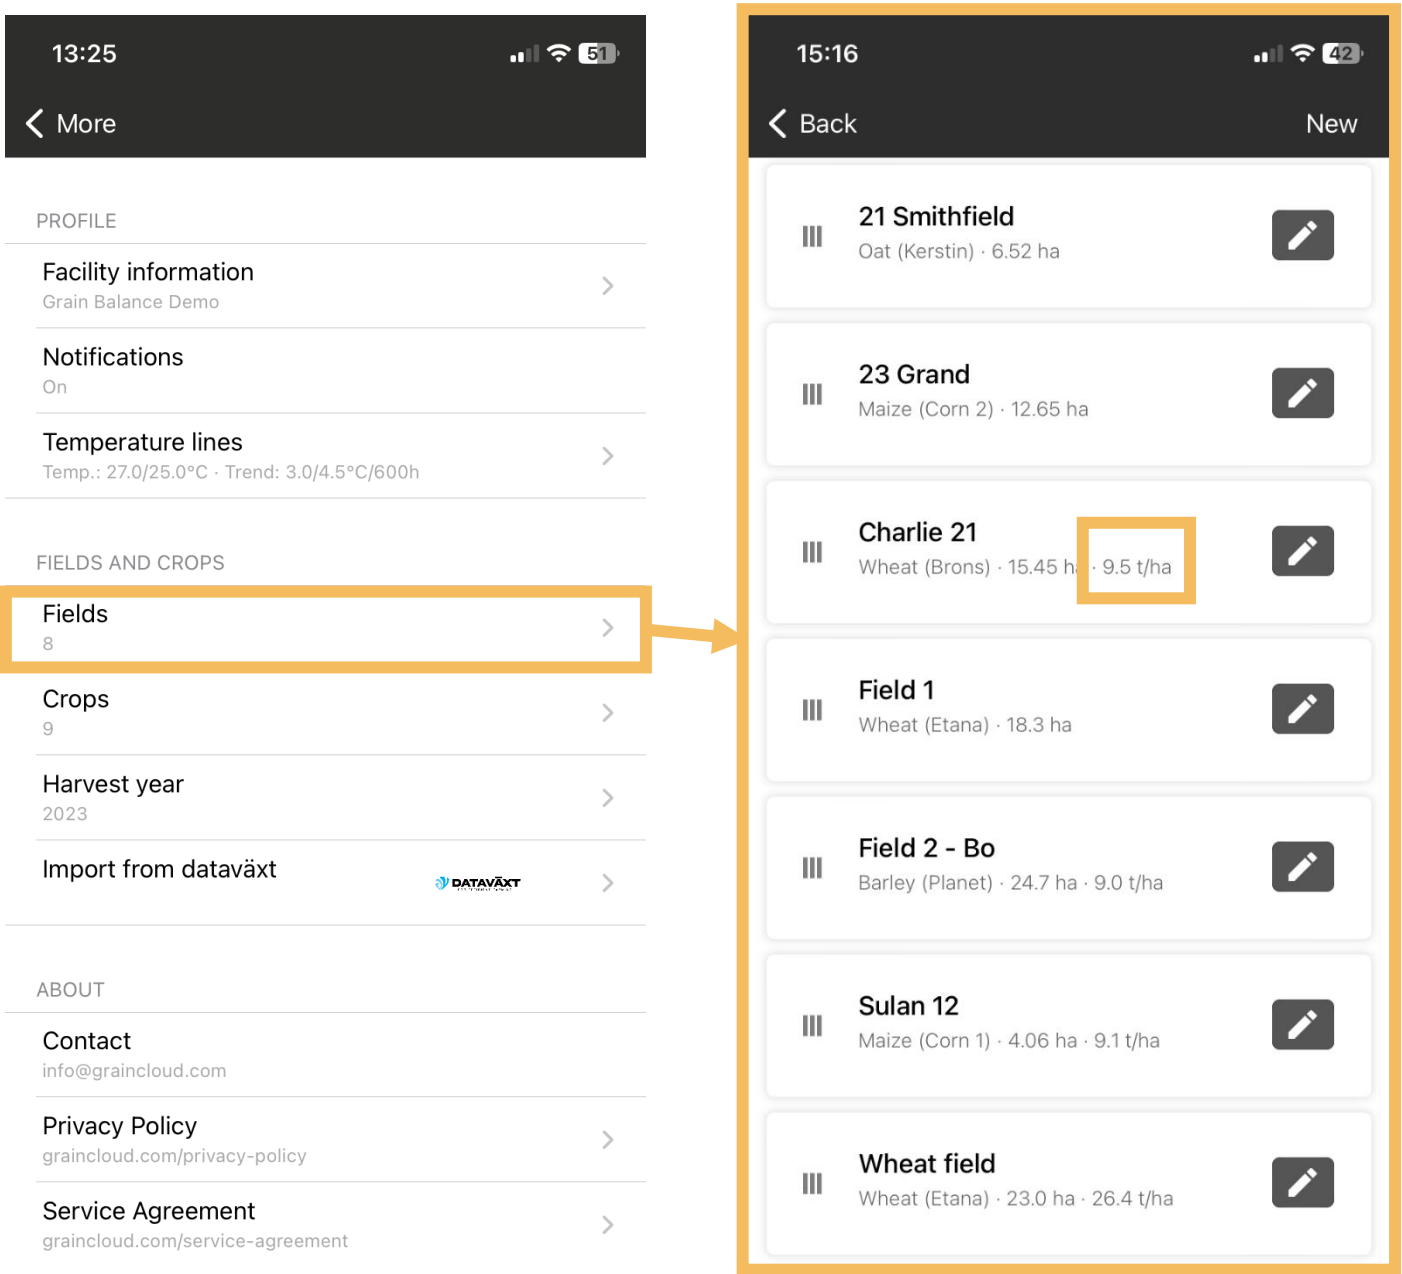 13:25
51
More
PROFILE
Facility information
Grain Balance Demo
Notifications
On
Temperature lines
Temp.: 27.0/25.0°C · Trend: 3.0/4.5°C/600h
FIELDS AND CROPS
Fields
8
Crops
9
Harvest year
2023
Import from dataväxt
DATAVÄXT
ABOUT
Contact
info@graincloud.com
Privacy Policy
graincloud.com/privacy-policy
Service Agreement
graincloud.com/service-agreement
15:16
42
Back
New
21 Smithfield
Oat (Kerstin) · 6.52 ha
23 Grand
Maize (Corn 2) · 12.65 ha
Charlie 21
Wheat (Brons) · 15.45 ha · 9.5 t/ha
Field 1
Wheat (Etana) · 18.3 ha
Field 2 - Bo
Barley (Planet) · 24.7 ha · 9.0 t/ha
Sulan 12
Maize (Corn 1) · 4.06 ha · 9.1 t/ha
Wheat field
Wheat (Etana) · 23.0 ha · 26.4 t/ha